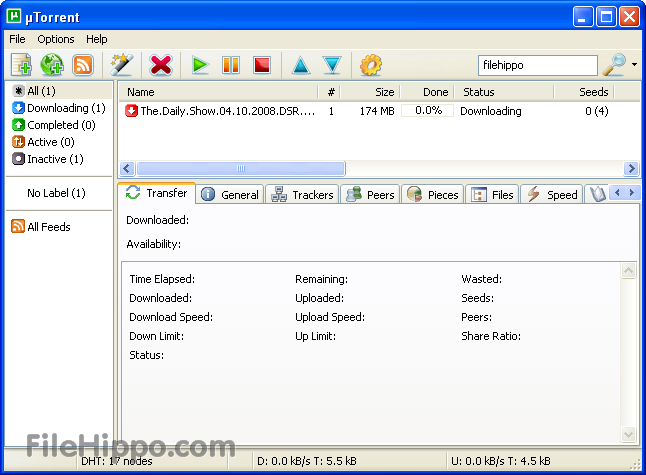 µTorrent
File Options Help
filehippo
All (1)
Downloading (1)
Completed (0)
Active (0)
Inactive (1)
No Label (1)
All Feeds
Name # Size Done Status Seeds
The.Daily.Show.04.10.2008.DSR.... 1 174 MB 0.0% Downloading 0 (4)
Transfer General Trackers Peers Pieces Files Speed
Downloaded:
Availability:
Time Elapsed: Remaining: Wasted:
Downloaded: Uploaded: Seeds:
Download Speed: Upload Speed: Peers:
Down Limit: Up Limit: Share Ratio:
Status:
FileHippo.com
DHT: 17 nodes D: 0.0 kB/s T: 5.5 kB U: 0.0 kB/s T: 4.5 kB